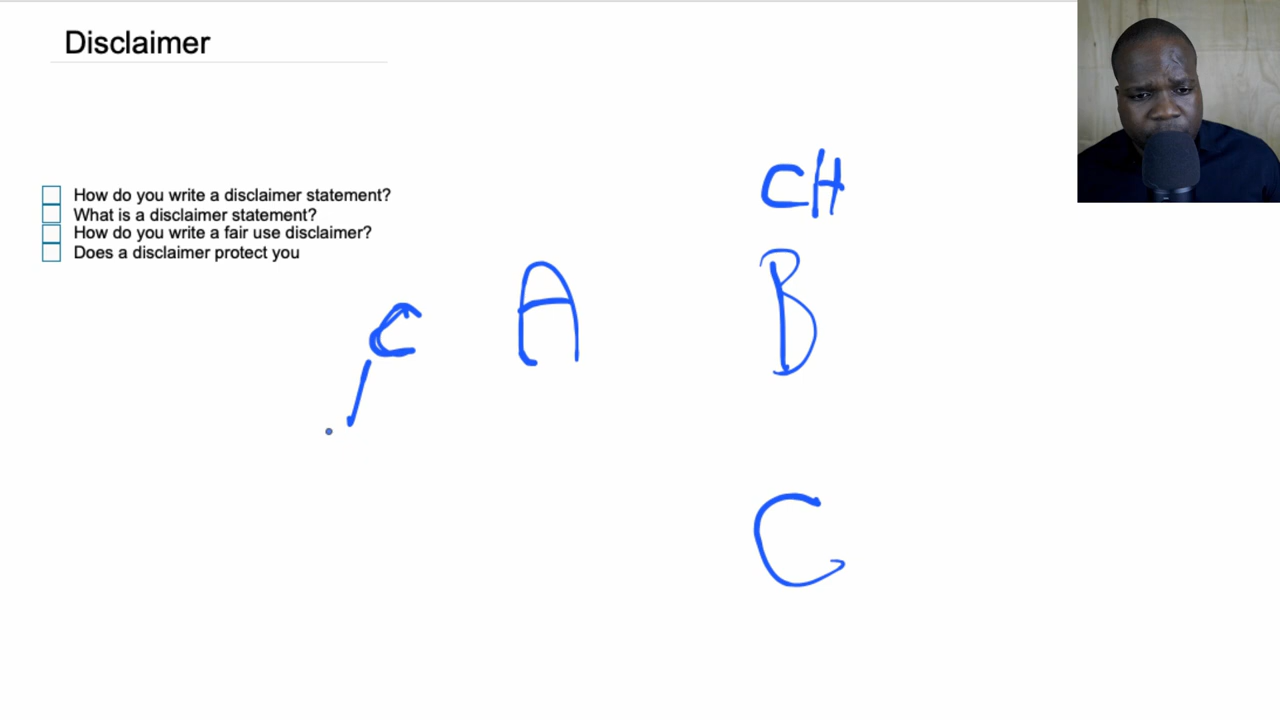 Disclaimer
How do you write a disclaimer statement?
What is a disclaimer statement?
How do you write a fair use disclaimer?
Does a disclaimer protect you
CH
C A B
C